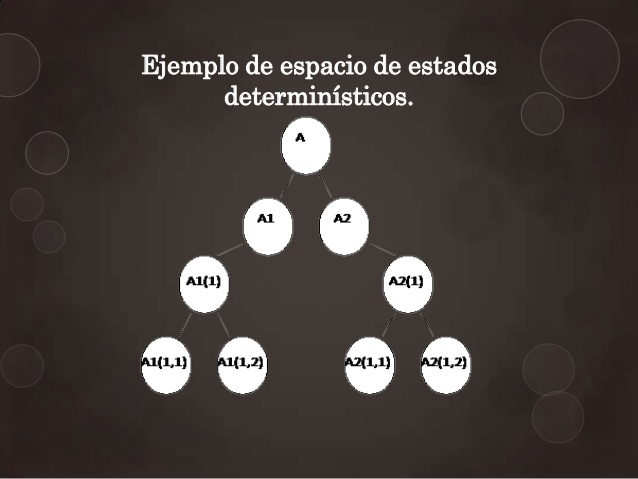 Ejemplo de espacio de estados
determinísticos.
A
A1
A2
A1(1)
A2(1)
A1(1,1)
A1(1,2)
A2(1,1)
A2(1,2)